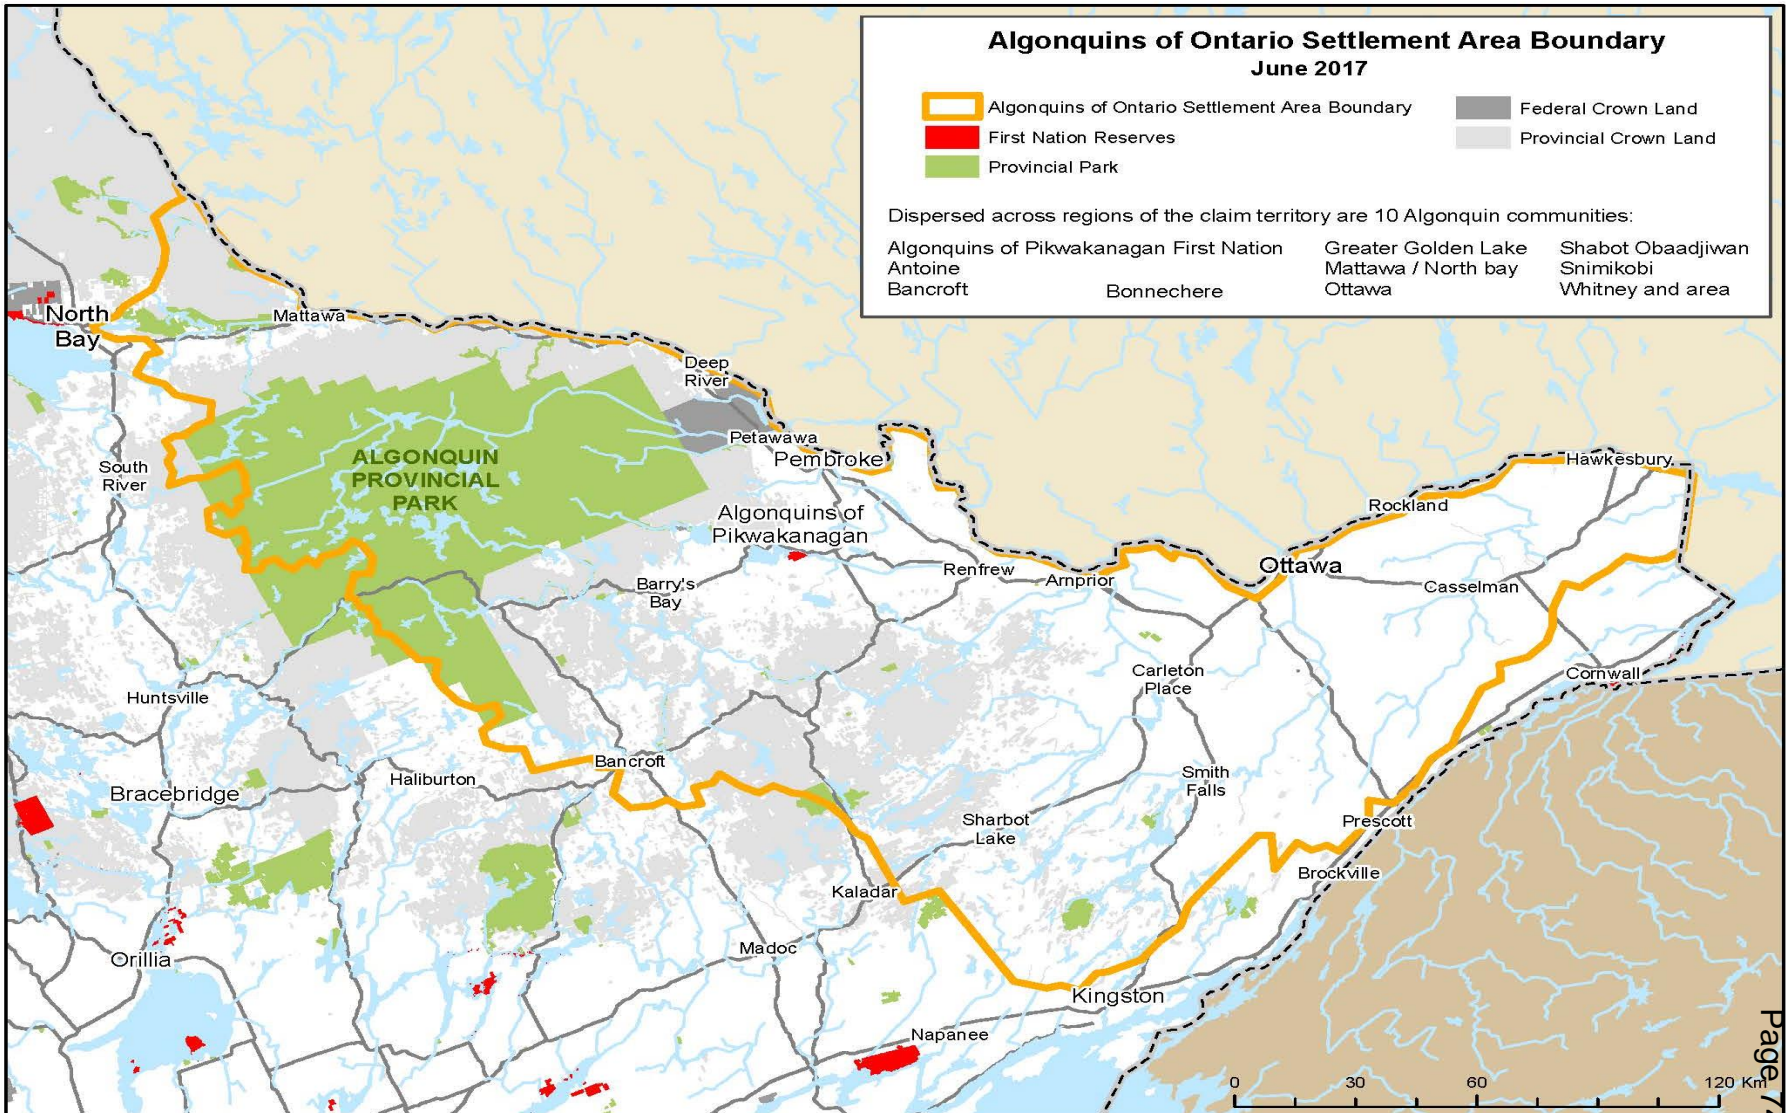 Algonquins of Ontario Settlement Area Boundary
June 2017
Algonquins of Ontario Settlement Area Boundary
First Nation Reserves
Provincial Park
Federal Crown Land
Provincial Crown Land
Dispersed across regions of the claim territory are 10 Algonquin communities:
Algonquins of Pikwakanagan First Nation
Antoine
Bancroft
Bonnechere
Greater Golden Lake
Mattawa / North bay
Ottawa
Shabot Obaadjiwan
Snimikobi
Whitney and area
North
Bay
Mattawa
Deep
River
Petawawa
Pembroke
ALGONQUIN
PROVINCIAL
PARK
South
River
Algonquins of
Pikwakanagan
Hawkesbury
Rockland
Ottawa
Casselman
Renfrew
Arnprior
Barry's
Bay
Carleton
Place
Cornwall
Huntsville
Bancroft
Haliburton
Bracebridge
Smith
Falls
Sharbot
Lake
Prescott
Brockville
Kaladar
Madoc
Orillia
Kingston
Napanee
0 30 60 120 Km
Page 74